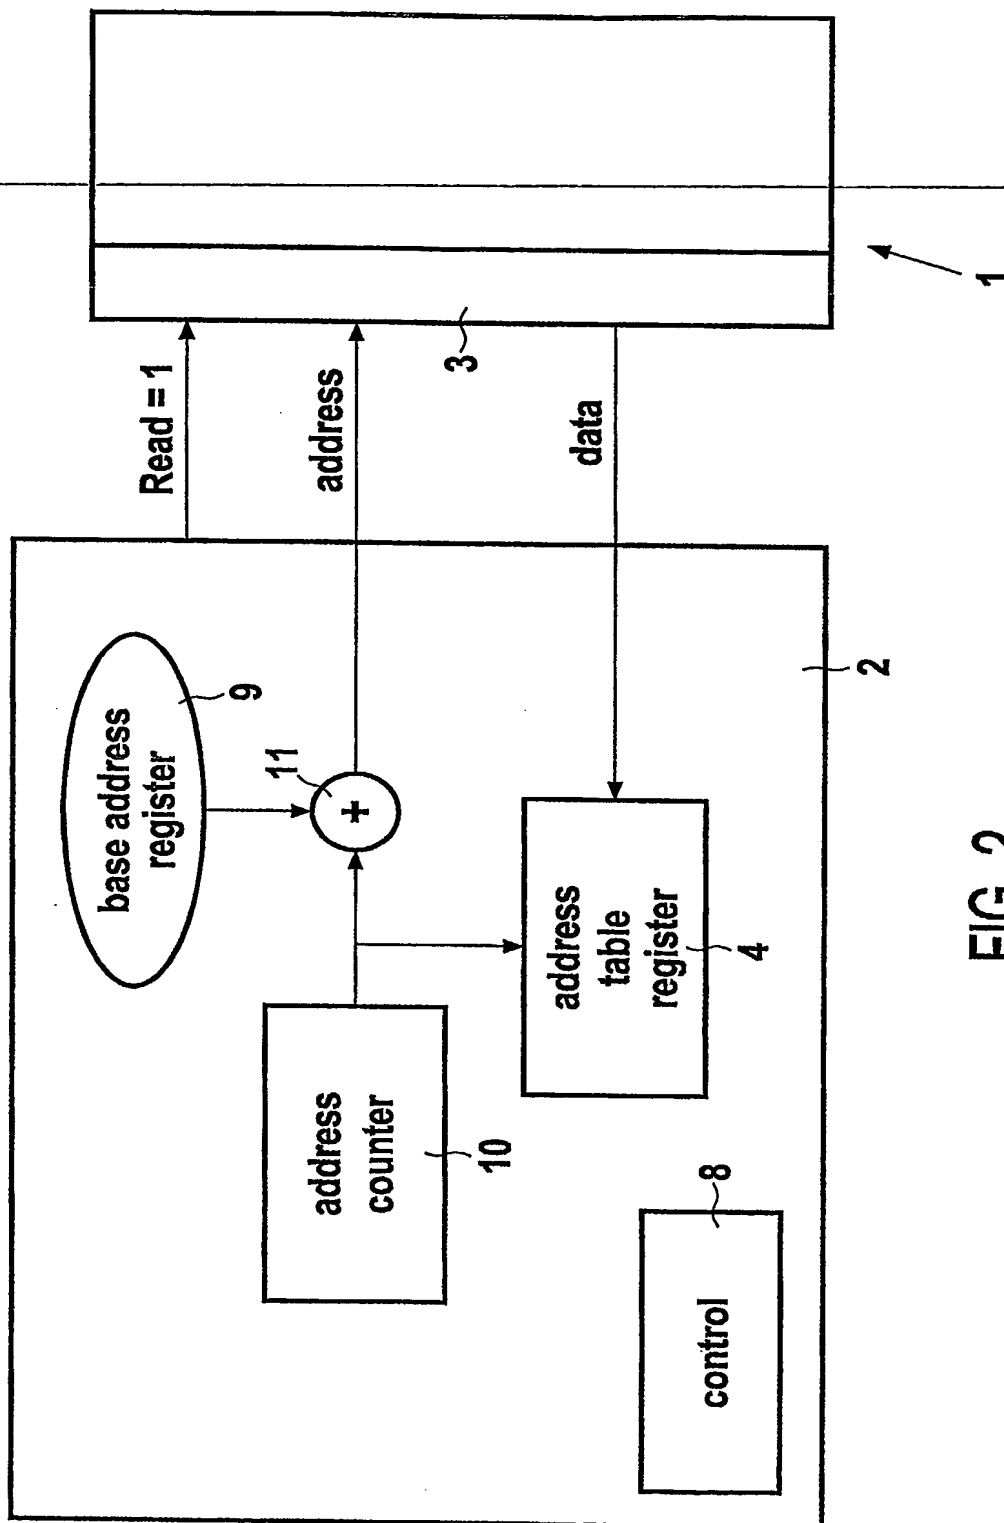 Read = 1
address
data
3
1
base address
register
9
11
+
2
address
counter
10
address
table
register
4
control
8
FIG. 2